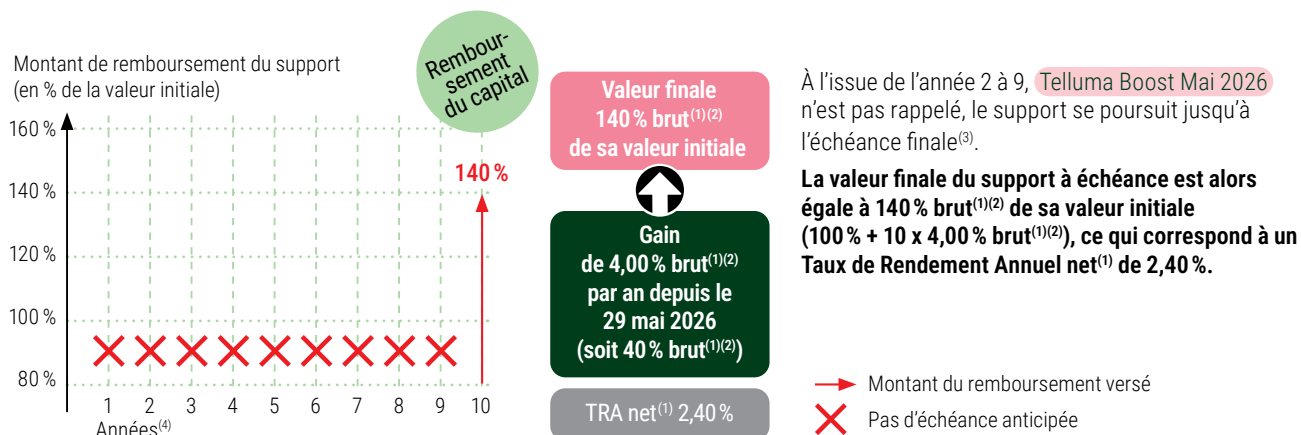 Montant de remboursement du support
(en % de la valeur initiale)
160 %
140 %
120 %
100 %
80 %
1 2 3 4 5 6 7 8 9 10
Années(4)
Rembour-
sement
du capital
140 %
Valeur finale
140 % brut(1)(2)
de sa valeur initiale
Gain
de 4,00 % brut(1)(2)
par an depuis le
29 mai 2026
(soit 40 % brut(1)(2))
TRA net(1) 2,40 %
À l'issue de l'année 2 à 9, Telluma Boost Mai 2026
n'est pas rappelé, le support se poursuit jusqu'à
l'échéance finale(3).
La valeur finale du support à échéance est alors
égale à 140 % brut(1)(2) de sa valeur initiale
(100 % + 10 x 4,00 % brut(1)(2)), ce qui correspond à un
Taux de Rendement Annuel net(1) de 2,40 %.
Montant du remboursement versé
Pas d'échéance anticipée